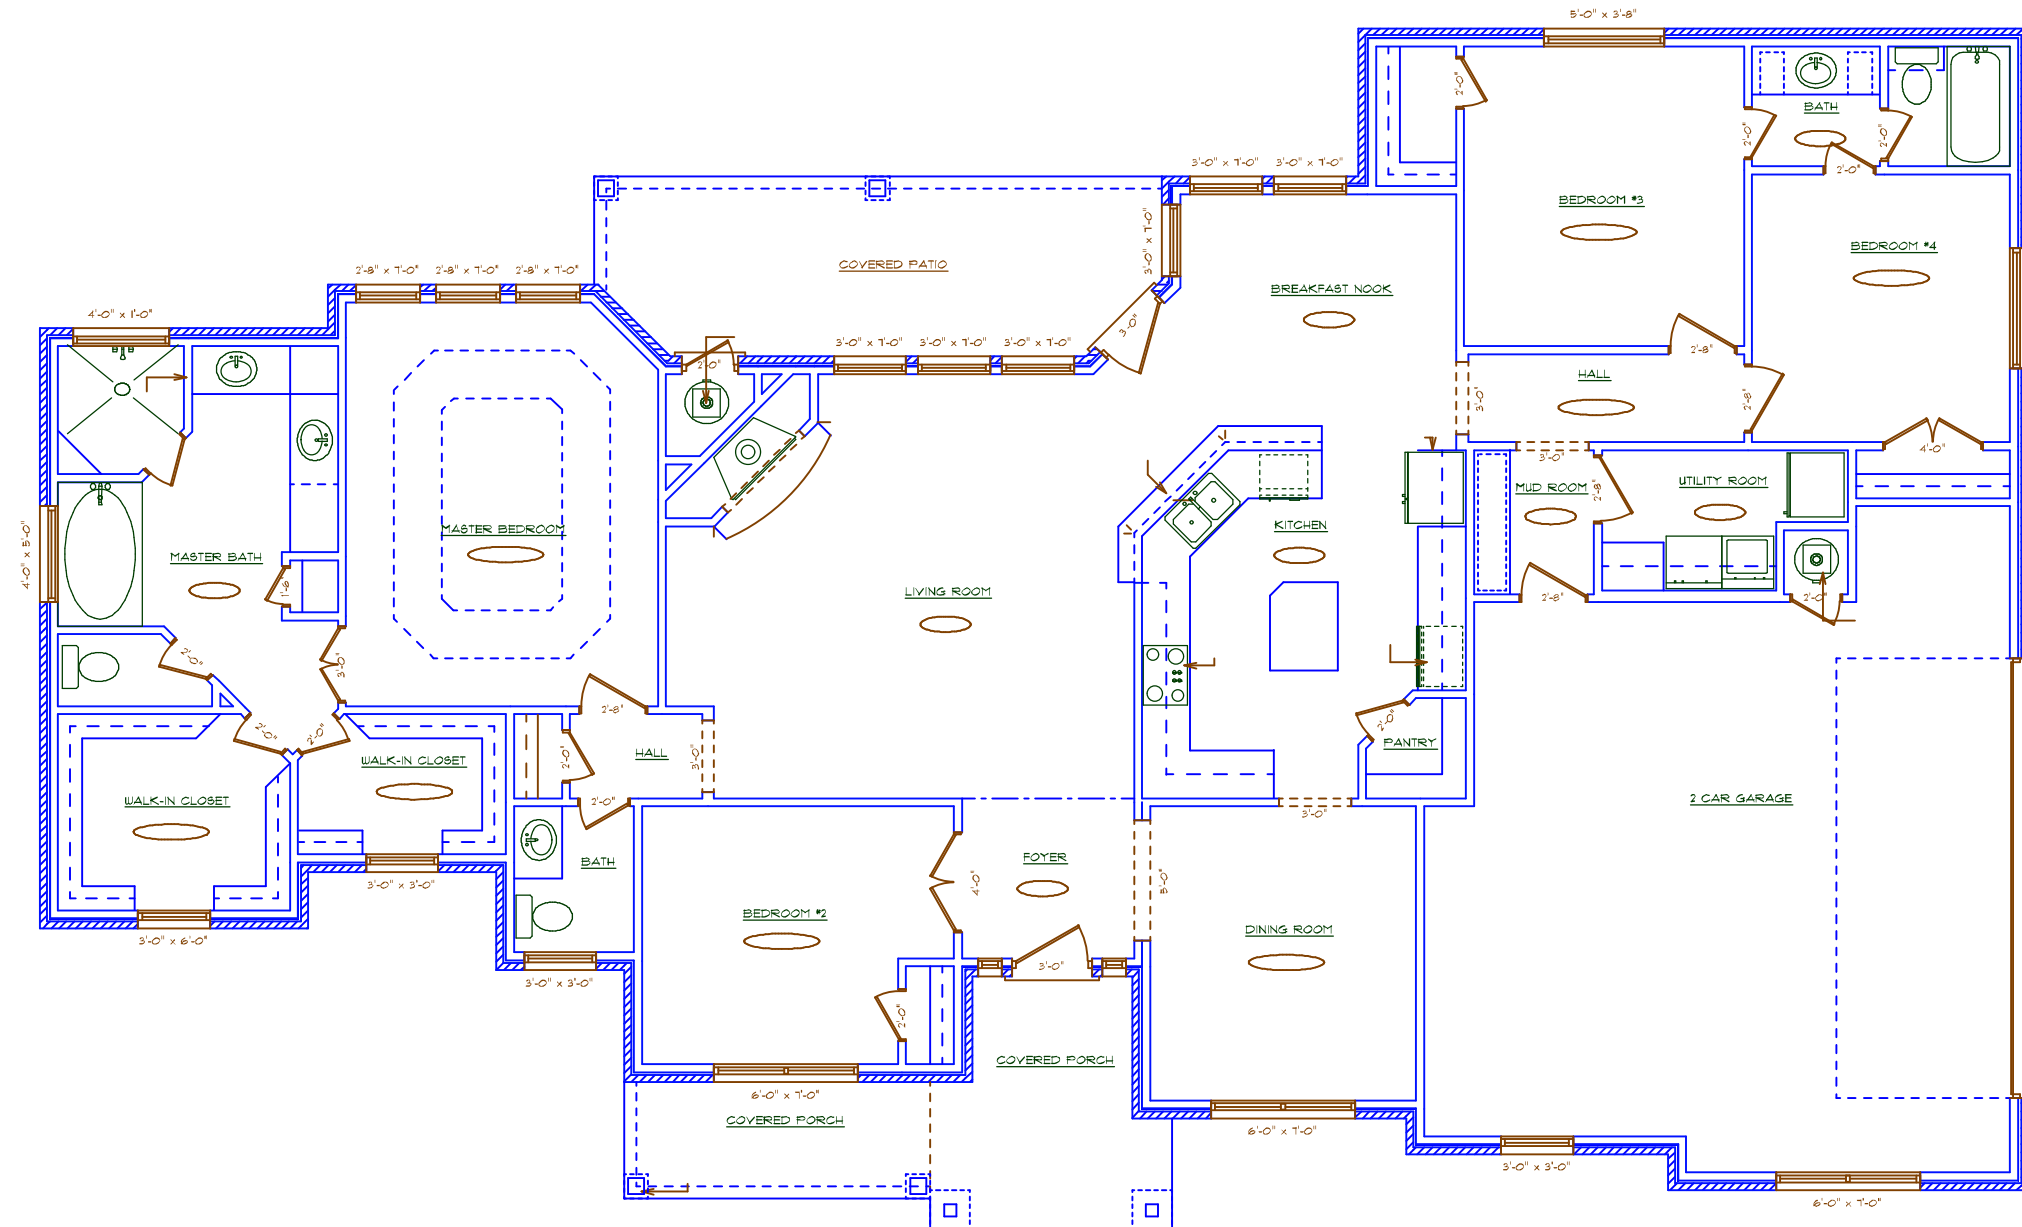 5'-0" x 3'-8"
2'-0"
BATH
2'-0"
2'-0"
2'-0"
3'-0" x 7'-0"
3'-0" x 7'-0"
BEDROOM #3
BEDROOM #4
3'-0" x 7'-0"
COVERED PATIO
2'-8" x 7'-0"
2'-8" x 7'-0"
2'-8" x 7'-0"
BREAKFAST NOOK
4'-0" x 1'-0"
3'-0"
3'-0" x 7'-0"
3'-0" x 7'-0"
3'-0" x 7'-0"
2'-0"
2'-8"
HALL
3'-0"
2'-8"
4'-0"
3'-0"
MUD ROOM
2'-8"
UTILITY ROOM
KITCHEN
MASTER BEDROOM
MASTER BATH
4'-0" x 5'-0"
1'-6"
LIVING ROOM
2'-8"
2'-0"
2'-0"
3'-0"
2'-8"
2'-0"
PANTRY
2'-0"
2'-0"
HALL
2'-0"
3'-0"
WALK-IN CLOSET
WALK-IN CLOSET
2'-0"
3'-0"
2 CAR GARAGE
BATH
FOYER
4'-0"
5'-0"
3'-0" x 3'-0"
BEDROOM #2
DINING ROOM
3'-0" x 6'-0"
3'-0"
3'-0" x 3'-0"
2'-0"
COVERED PORCH
6'-0" x 7'-0"
COVERED PORCH
6'-0" x 7'-0"
3'-0" x 3'-0"
6'-0" x 7'-0"